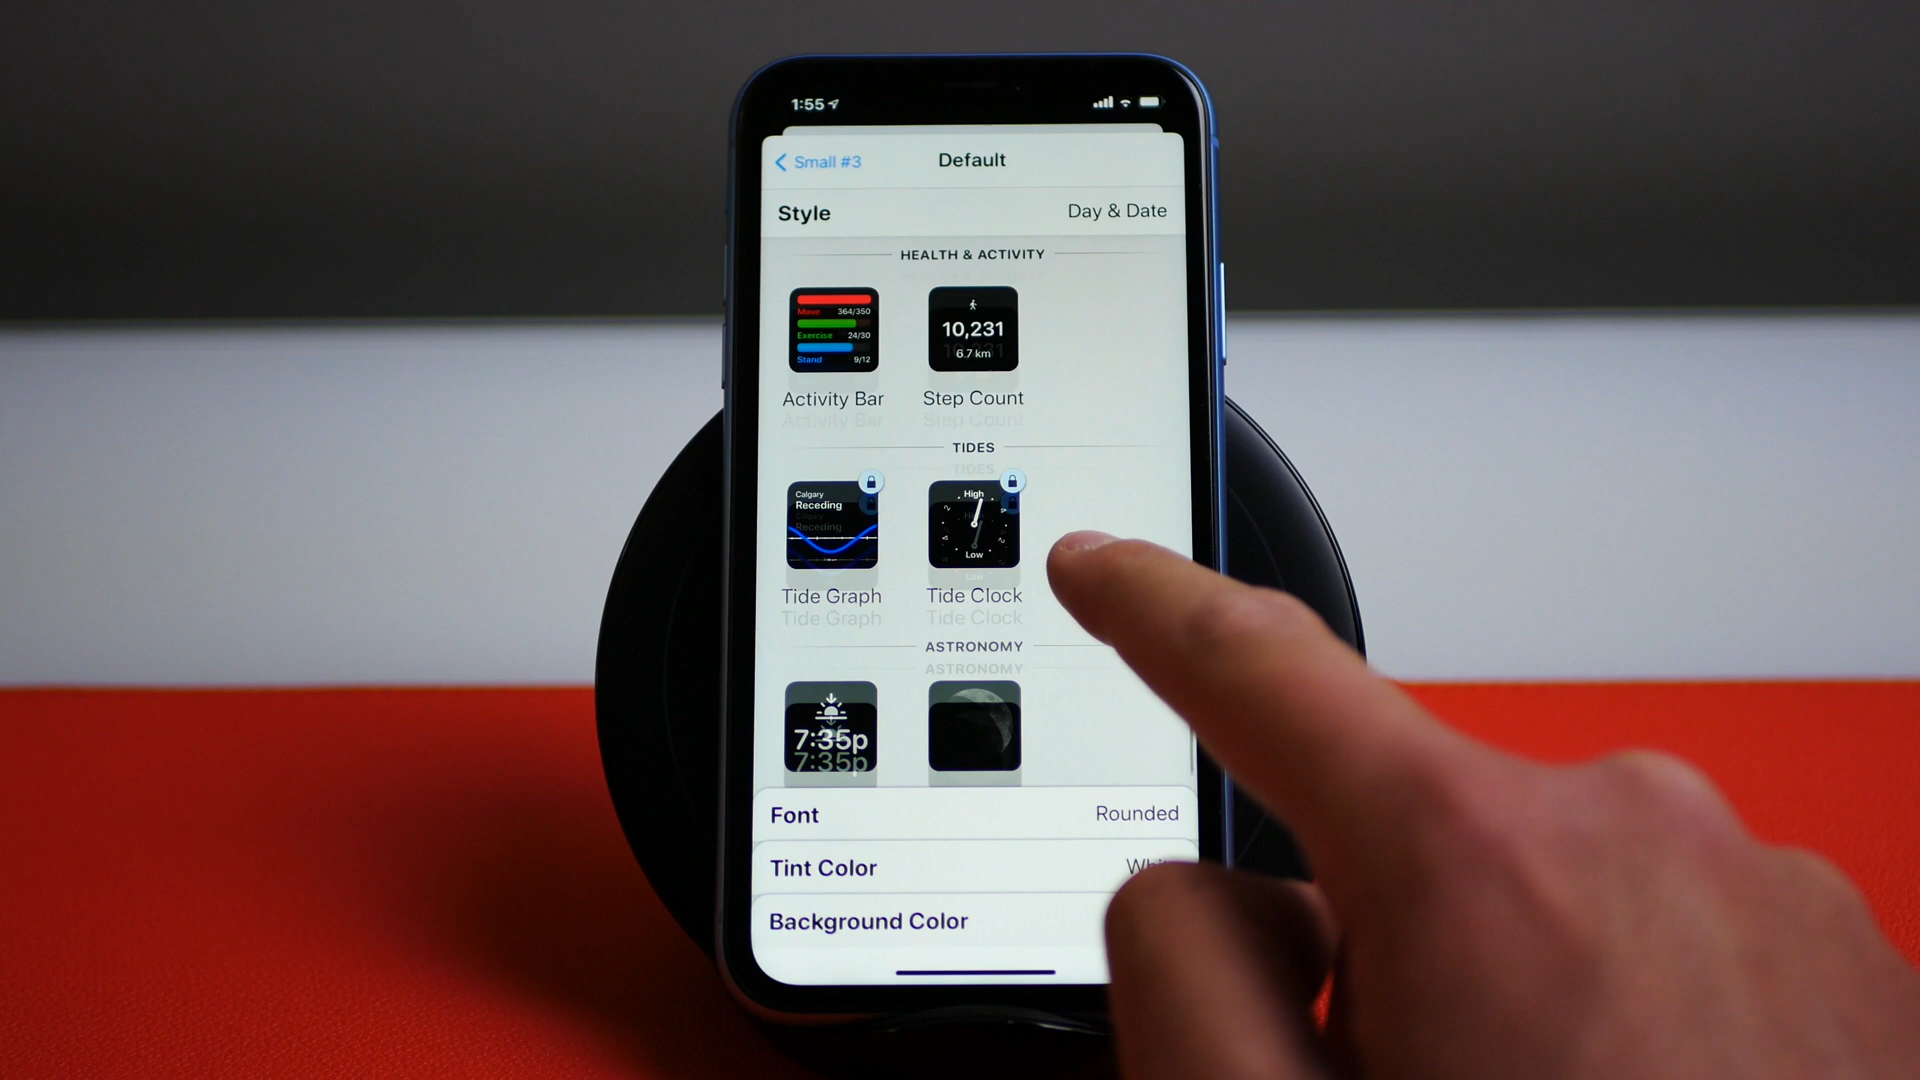 1:55
Small #3
Default
Style
Day & Date
HEALTH & ACTIVITY
Move 364/350
Exercise 24/30
Stand 9/12
10,231
6.7 km
Activity Bar
Step Count
TIDES
Calgary
Receding
High
Low
Tide Graph
Tide Clock
ASTRONOMY
7:35p
Font
Rounded
Tint Color
Background Color